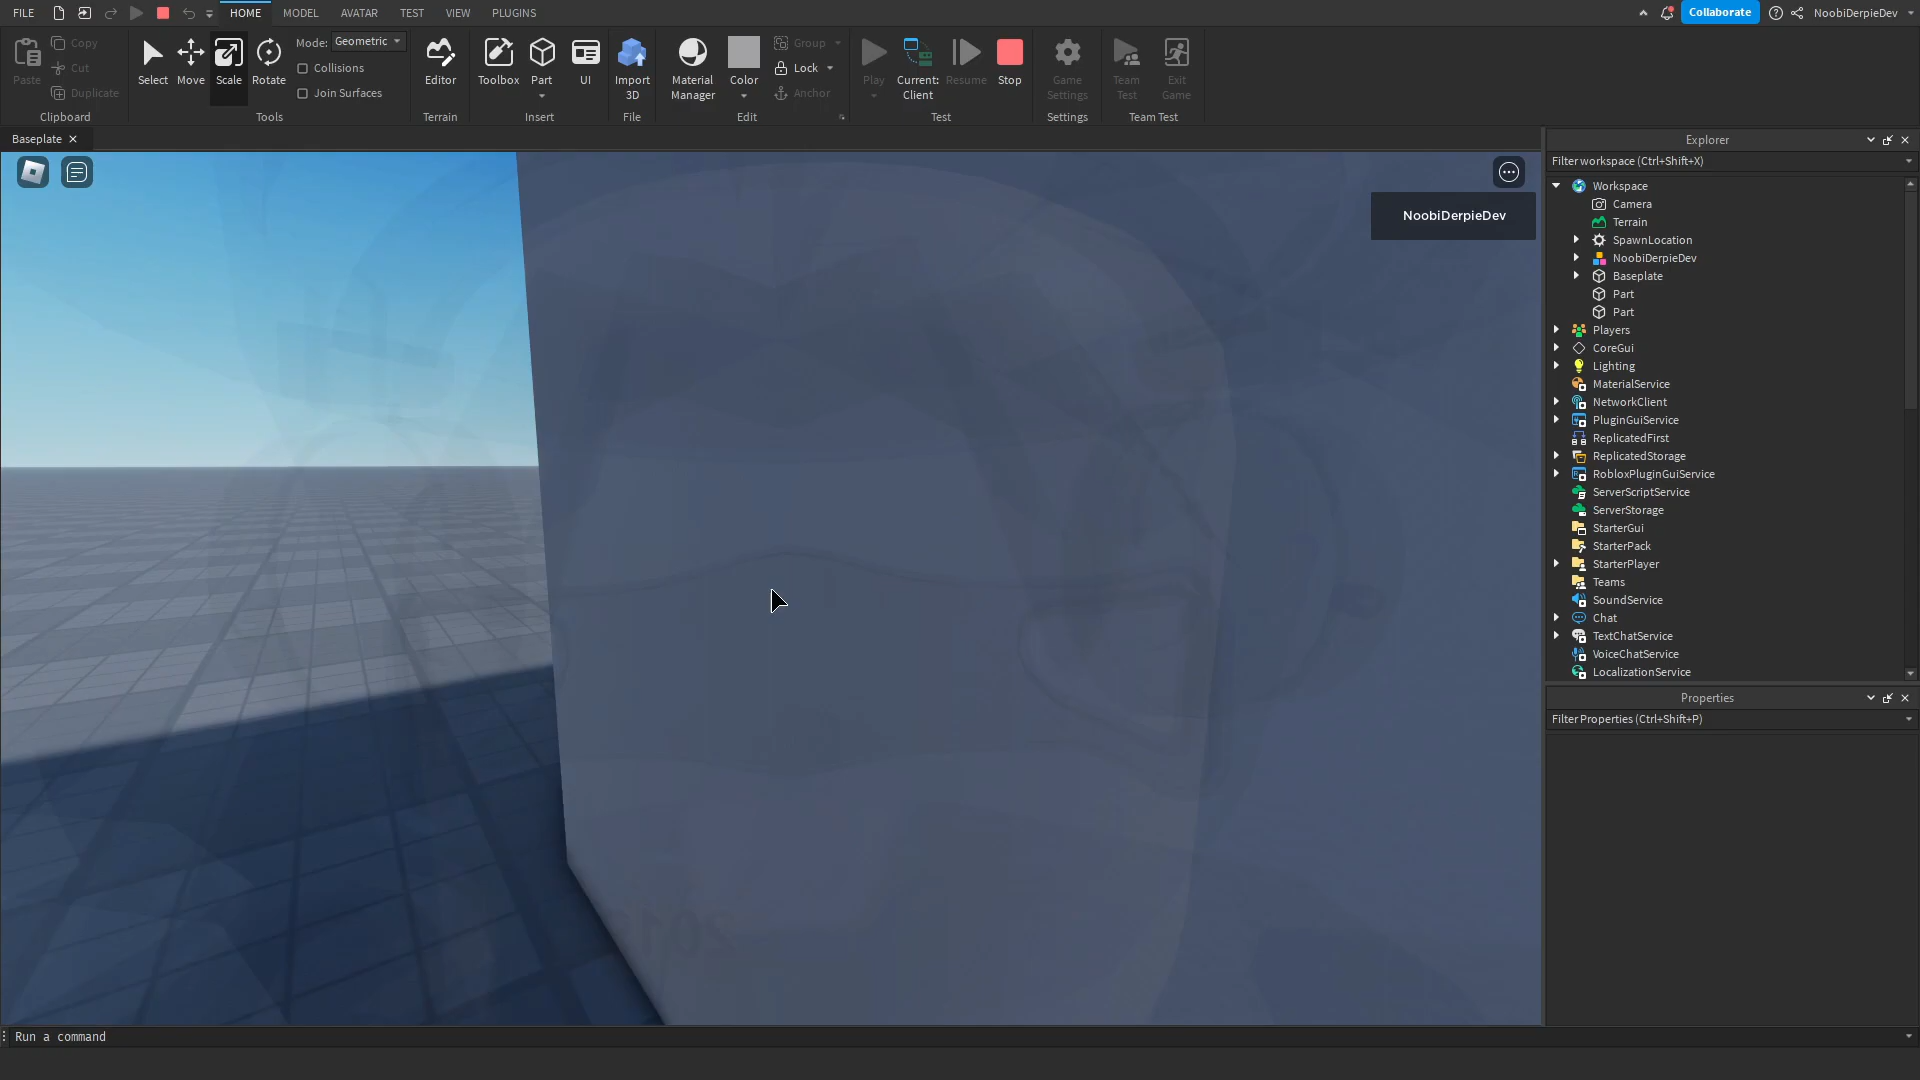 FILE HOME MODEL AVATAR TEST VIEW PLUGINS Collaborate NoobiDerpieDev
Paste Copy Cut Duplicate
Clipboard
Select Move Scale Rotate Mode: Geometric Collisions Join Surfaces
Tools
Editor
Terrain
Toolbox Part UI
Insert
Import 3D
File
Material Manager Color Group Lock Anchor
Edit
Play Current: Client Resume Stop
Test
Game Settings
Settings
Team Test Exit Game
Team Test
Baseplate
NoobiDerpieDev
2016
Explorer
Filter workspace (Ctrl+Shift+X)
Workspace
Camera
Terrain
SpawnLocation
NoobiDerpieDev
Baseplate
Part
Part
Players
CoreGui
Lighting
MaterialService
NetworkClient
PluginGuiService
ReplicatedFirst
ReplicatedStorage
RobloxPluginGuiService
ServerScriptService
ServerStorage
StarterGui
StarterPack
StarterPlayer
Teams
SoundService
Chat
TextChatService
VoiceChatService
LocalizationService
Properties
Filter Properties (Ctrl+Shift+P)
Run a command